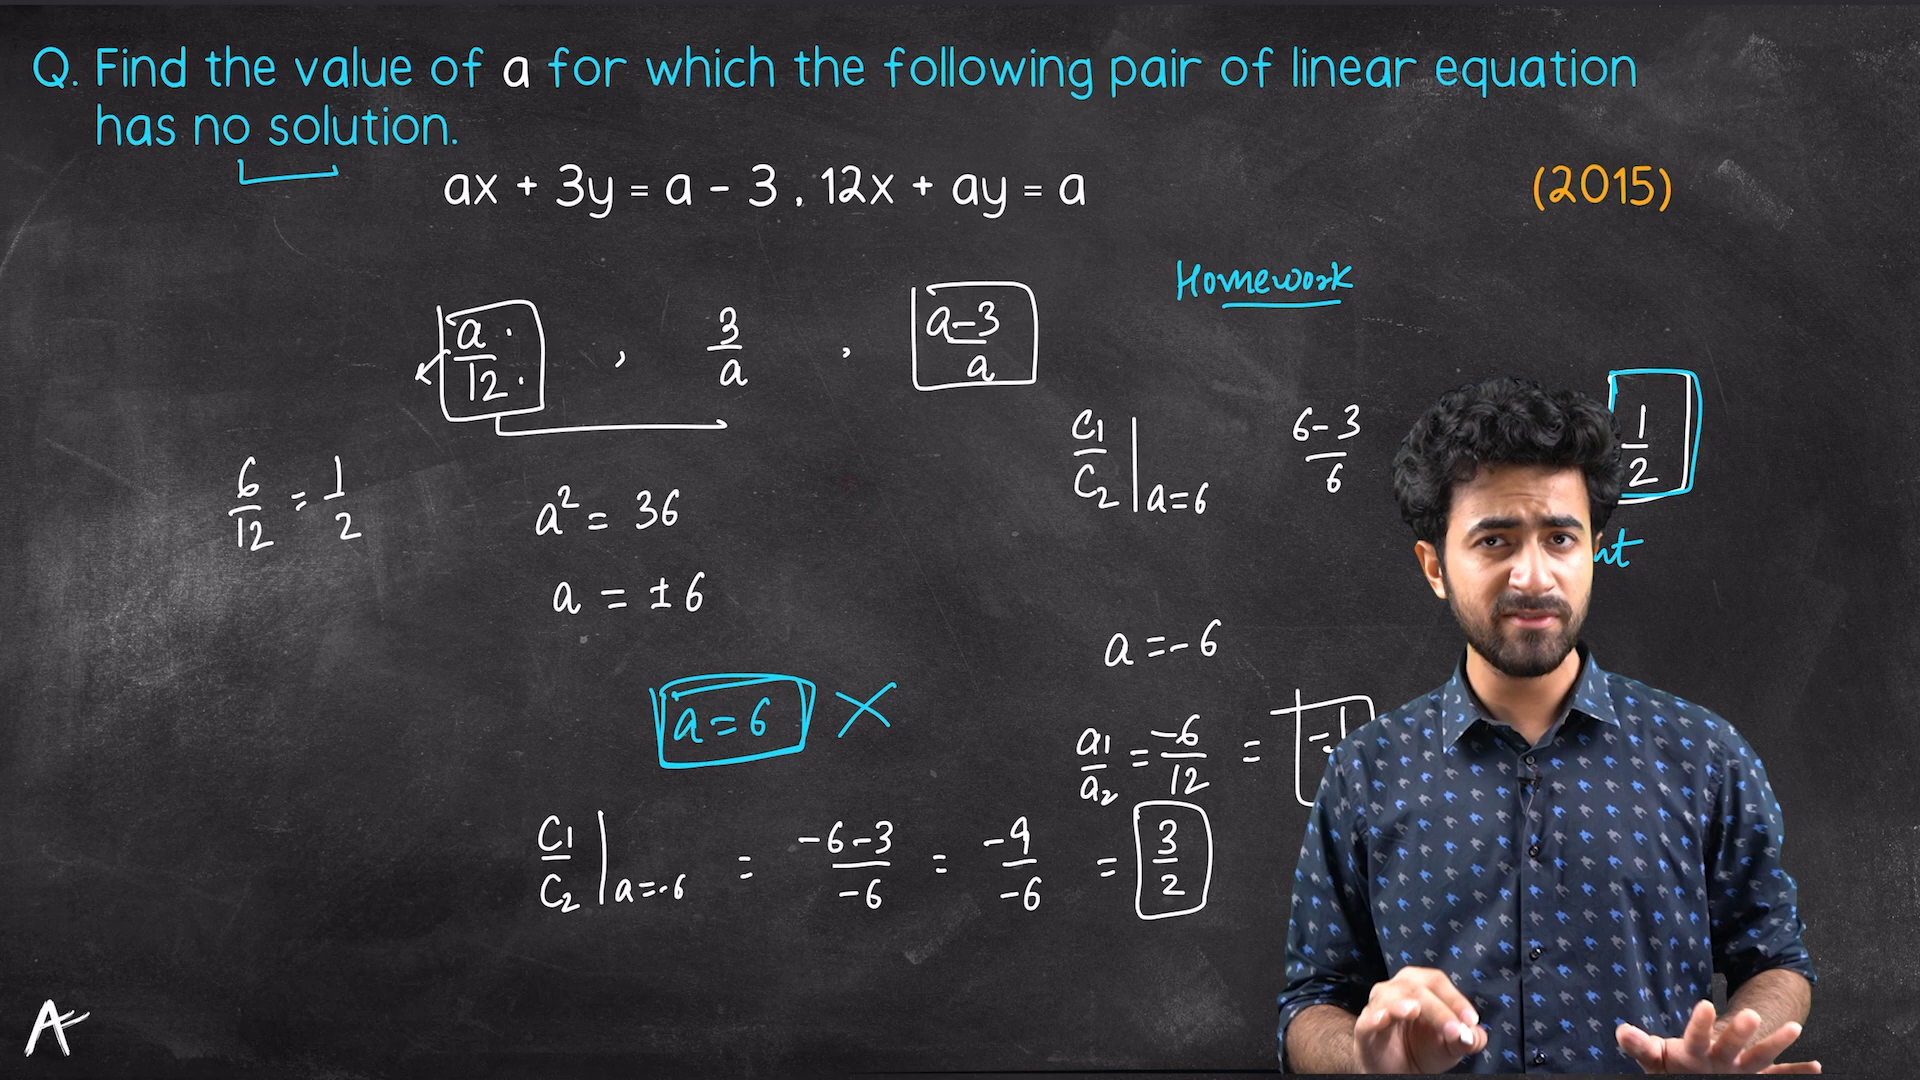 Q. Find the value of a for which the following pair of linear equation
has no solution.
ax + 3y = a - 3 , 12x + ay = a
(2015)
Homework
a/12 , 3/a , a-3/a
C1/C2 | a=6 6-3/6 1/2
6/12 = 1/2
a² = 36
a = ±6
a = -6
a = 6 X
a1/a2 = -6/12 =
C1/C2 | a=-6 = -6-3/-6 = -9/-6 = 3/2
A